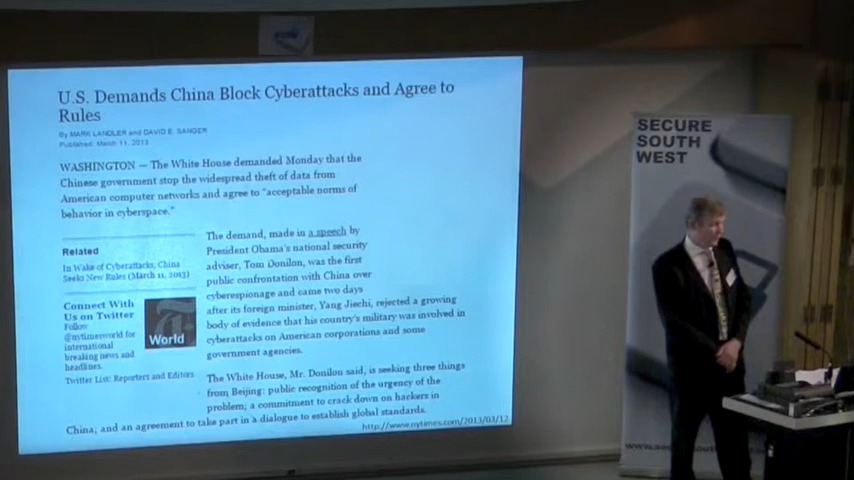 U.S. Demands China Block Cyberattacks and Agree to
Rules
By MARK LANDLER and DAVID E. SANGER
Published: March 11, 2013
WASHINGTON — The White House demanded Monday that the
Chinese government stop the widespread theft of data from
American computer networks and agree to "acceptable norms of
behavior in cyberspace."
Related
In Wake of Cyberattacks, China
Seeks New Rules (March 11, 2013)
Connect With
Us on Twitter
Follow
@nytimesworld for
international
breaking news and
headlines.
Twitter List: Reporters and Editors
World
The demand, made in a speech by
President Obama's national security
adviser, Tom Donilon, was the first
public confrontation with China over
cyberespionage and came two days
after its foreign minister, Yang Jiechi, rejected a growing
body of evidence that his country's military was involved in
cyberattacks on American corporations and some
government agencies.
The White House, Mr. Donilon said, is seeking three things
from Beijing: public recognition of the urgency of the
problem; a commitment to crack down on hackers in
China; and an agreement to take part in a dialogue to establish global standards.
http://www.nytimes.com/2013/03/12
SECURE
SOUTH
WEST